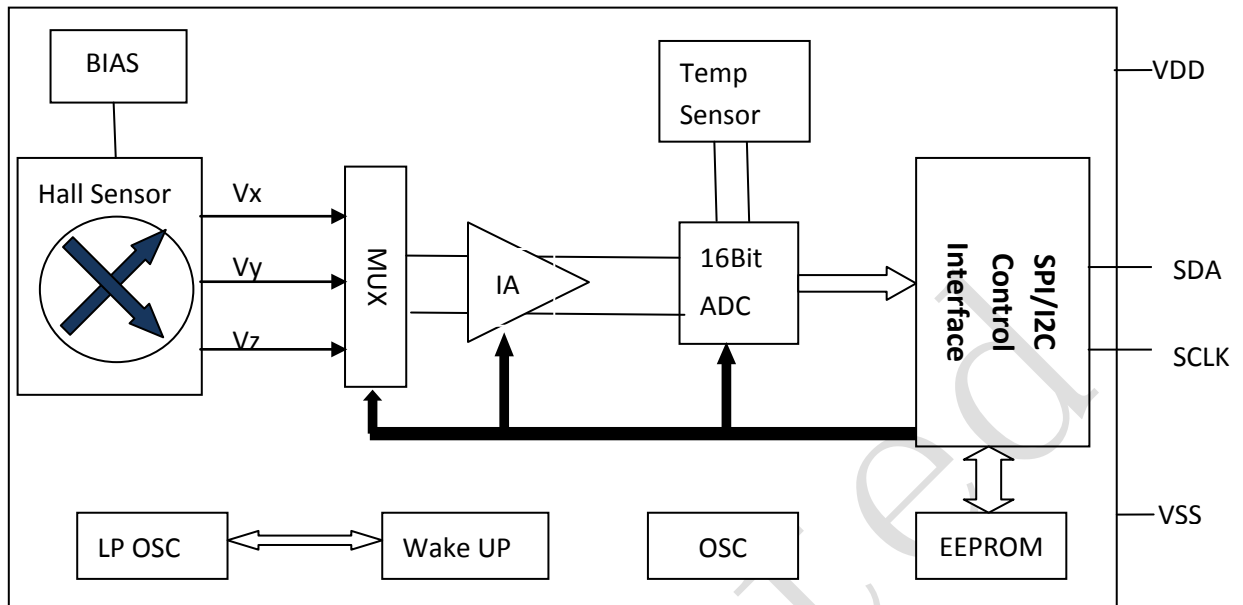 BIAS
Temp
Sensor
VDD
Hall Sensor
Vx
Vy
Vz
MUX
IA
16Bit
ADC
SPI/I2C
Control
Interface
SDA
SCLK
VSS
LP OSC
Wake UP
OSC
EEPROM